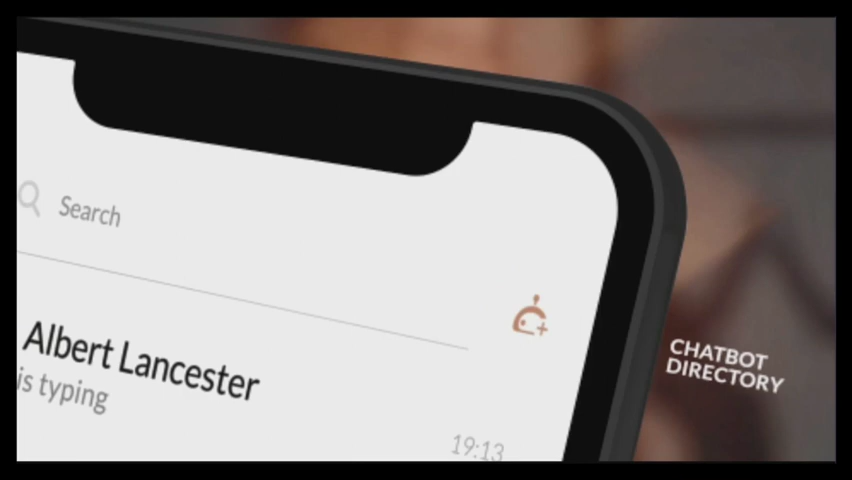 Search
Albert Lancester
is typing
19:13
CHATBOT
DIRECTORY